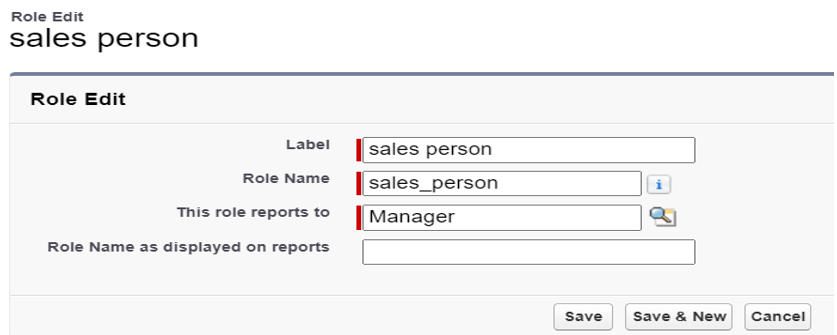 Role Edit
sales person
Role Edit
Label sales person
Role Name sales_person i
This role reports to Manager
Role Name as displayed on reports
Save Save & New Cancel